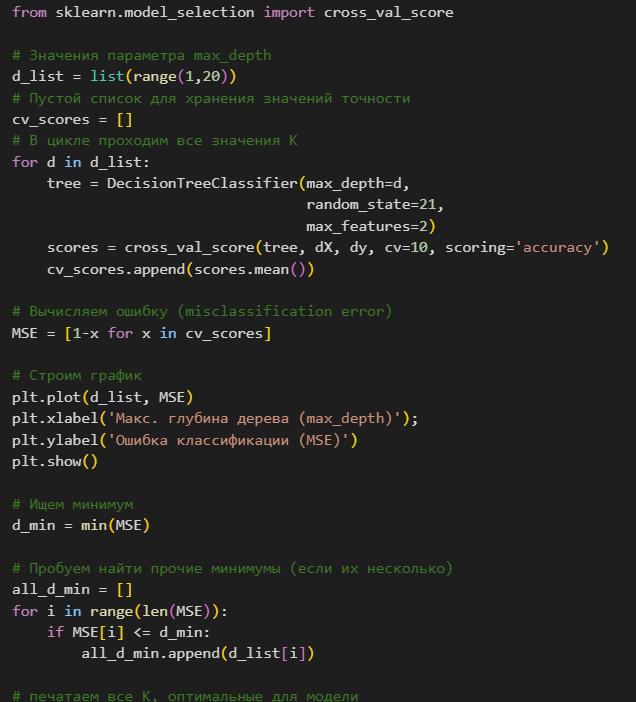 from sklearn.model_selection import cross_val_score
# Значения параметра max_depth
d_list = list(range(1,20))
# Пустой список для хранения значений точности
cv_scores = []
# В цикле проходим все значения K
for d in d_list:
    tree = DecisionTreeClassifier(max_depth=d,
                                  random_state=21,
                                  max_features=2)
    scores = cross_val_score(tree, dX, dy, cv=10, scoring='accuracy')
    cv_scores.append(scores.mean())
# Вычисляем ошибку (misclassification error)
MSE = [1-x for x in cv_scores]
# Строим график
plt.plot(d_list, MSE)
plt.xlabel('Макс. глубина дерева (max_depth)');
plt.ylabel('Ошибка классификации (MSE)')
plt.show()
# Ищем минимум
d_min = min(MSE)
# Пробуем найти прочие минимумы (если их несколько)
all_d_min = []
for i in range(len(MSE)):
    if MSE[i] <= d_min:
        all_d_min.append(d_list[i])
# печатаем все K, оптимальные для модели